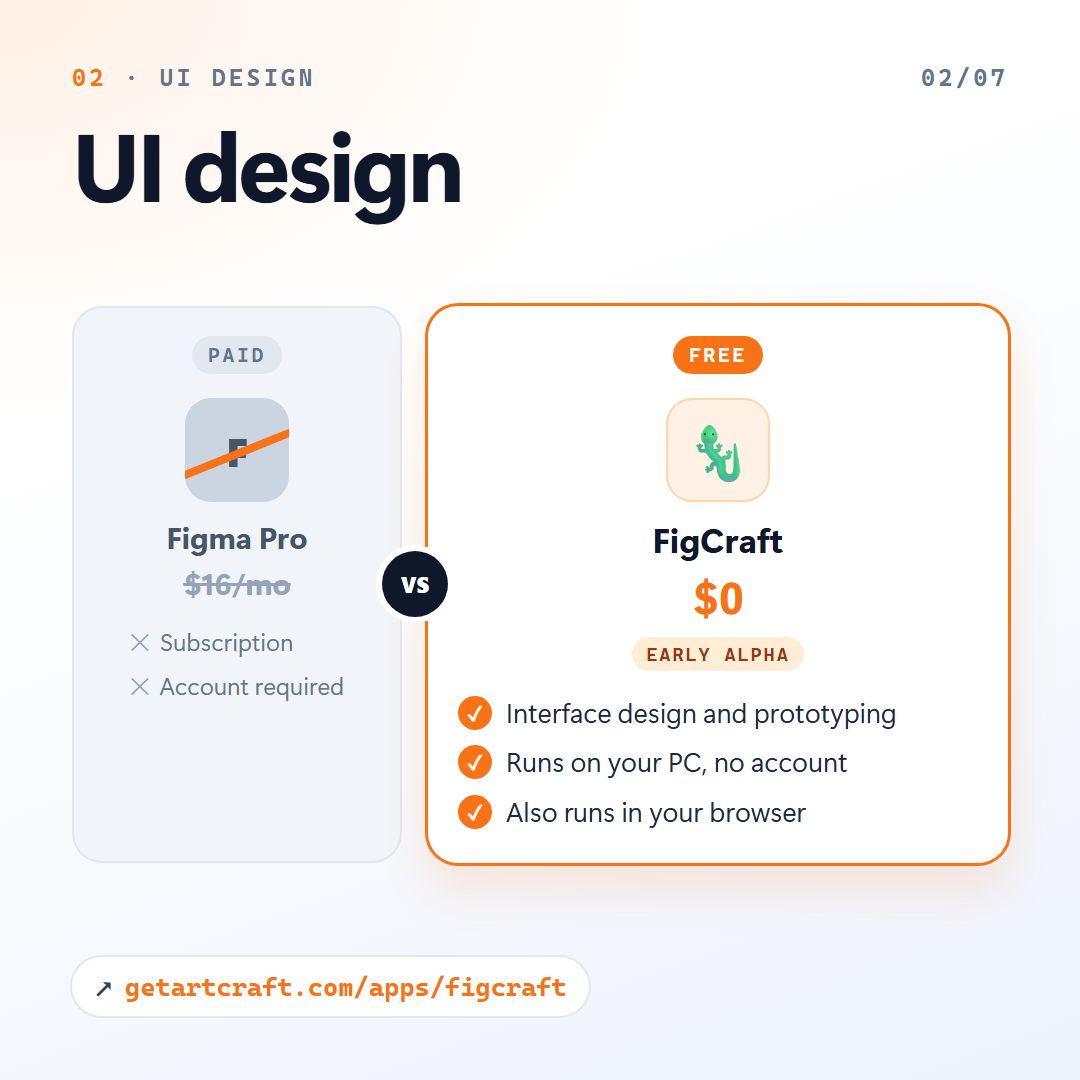 02 · UI DESIGN
02/07
UI design
PAID
F
Figma Pro
$16/mo
Subscription
Account required
vs
FREE
FigCraft
$0
EARLY ALPHA
Interface design and prototyping
Runs on your PC, no account
Also runs in your browser
↗ getartcraft.com/apps/figcraft